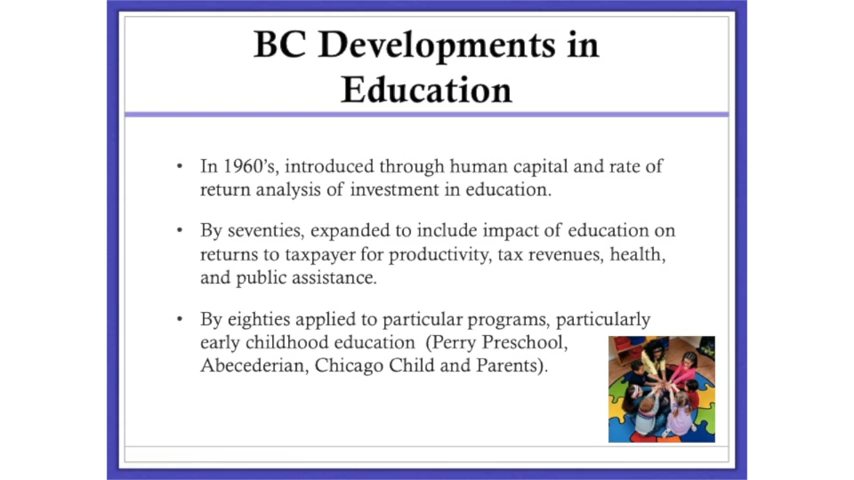 BC Developments in
Education
• In 1960's, introduced through human capital and rate of
return analysis of investment in education.
• By seventies, expanded to include impact of education on
returns to taxpayer for productivity, tax revenues, health,
and public assistance.
• By eighties applied to particular programs, particularly
early childhood education (Perry Preschool,
Abecederian, Chicago Child and Parents).